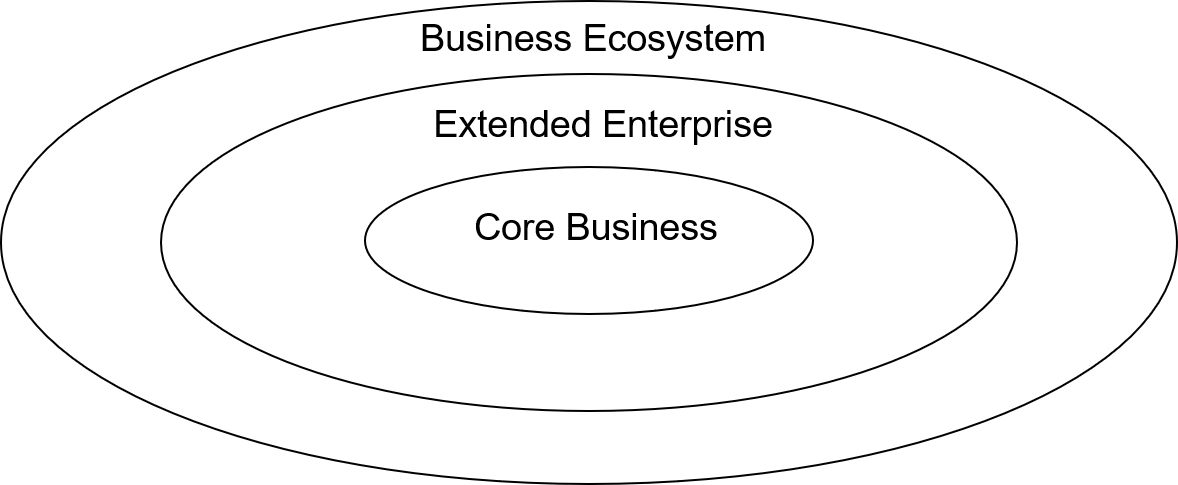 Business Ecosystem
Extended Enterprise
Core Business